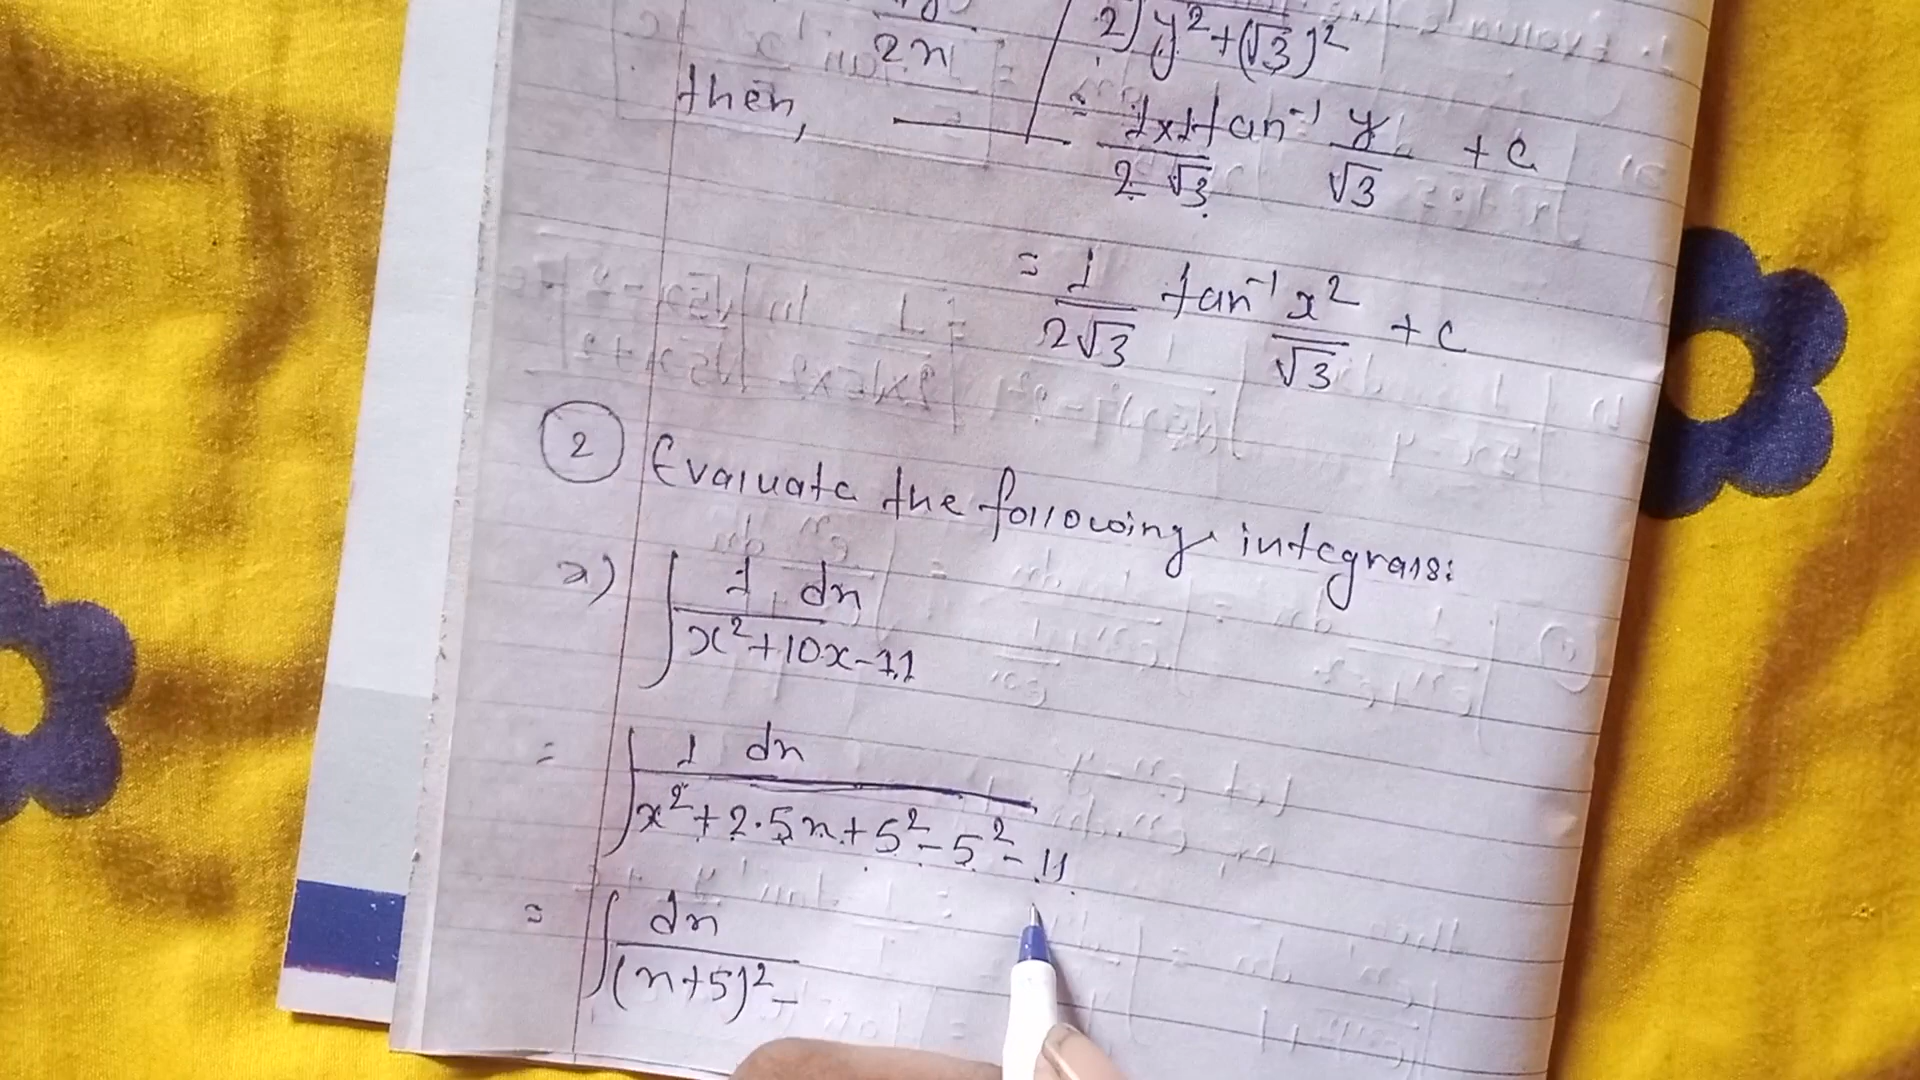 2x
2) y²+(√3)²
then,
= 1x1/2 √3 tan⁻¹ y/√3 + c
= 1/2√3 tan⁻¹ x²/√3 + c
2 Evaluate the following integrals:
a) ∫ 1 dx/x²+10x-11
= ∫ 1 dx/x²+2·5x+5²-5²-11
= ∫ dx/(x+5)²-